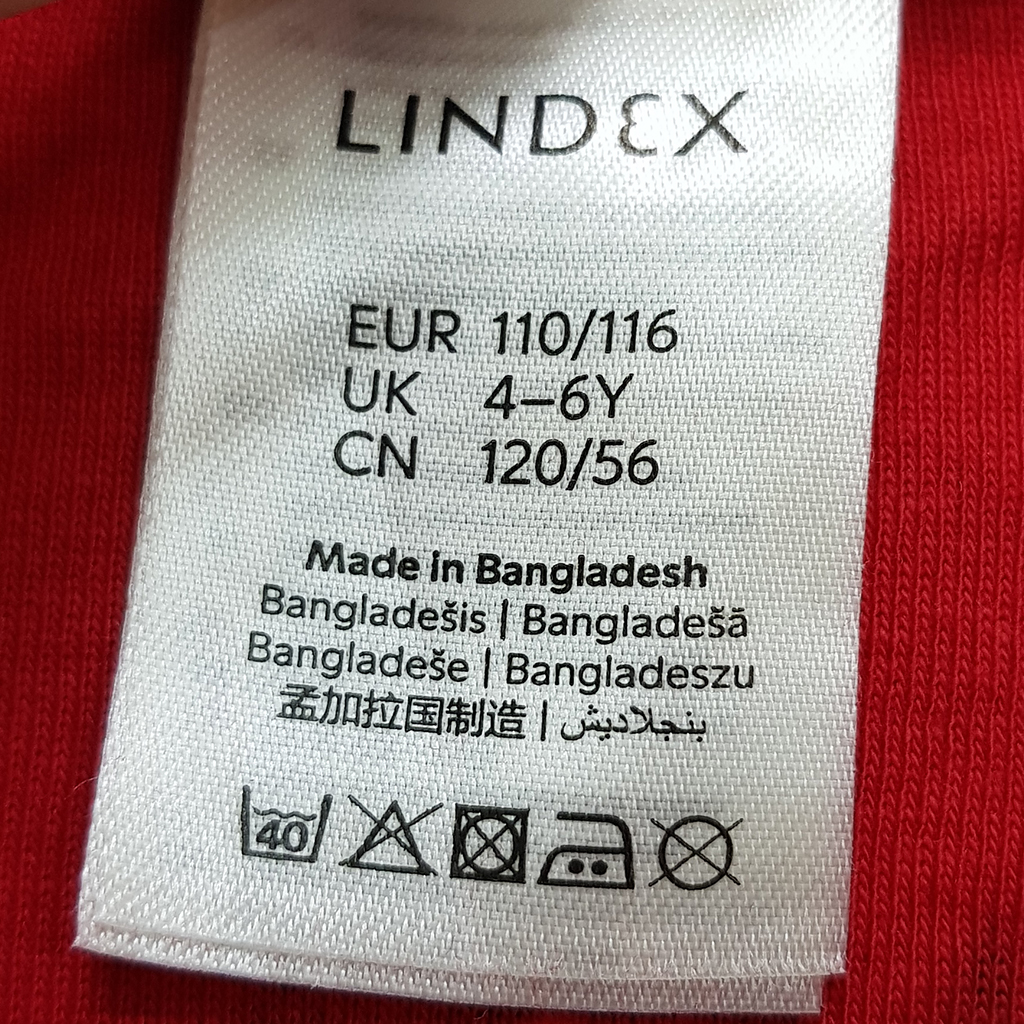 LINDEX
EUR 110/116
UK 4–6Y
CN 120/56
Made in Bangladesh
Bangladešis | Bangladešā
Bangladeše | Bangladeszu
孟加拉国制造 | بنجلاديش
40